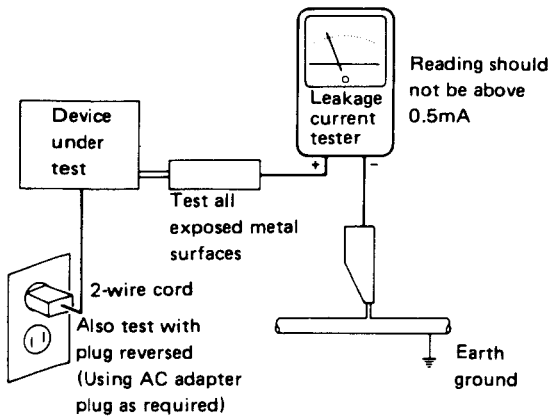 Reading should
not be above
0.5mA
Leakage
current
tester
+ -
Device
under
test
Test all
exposed metal
surfaces
2-wire cord
Also test with
plug reversed
(Using AC adapter
plug as required)
Earth
ground